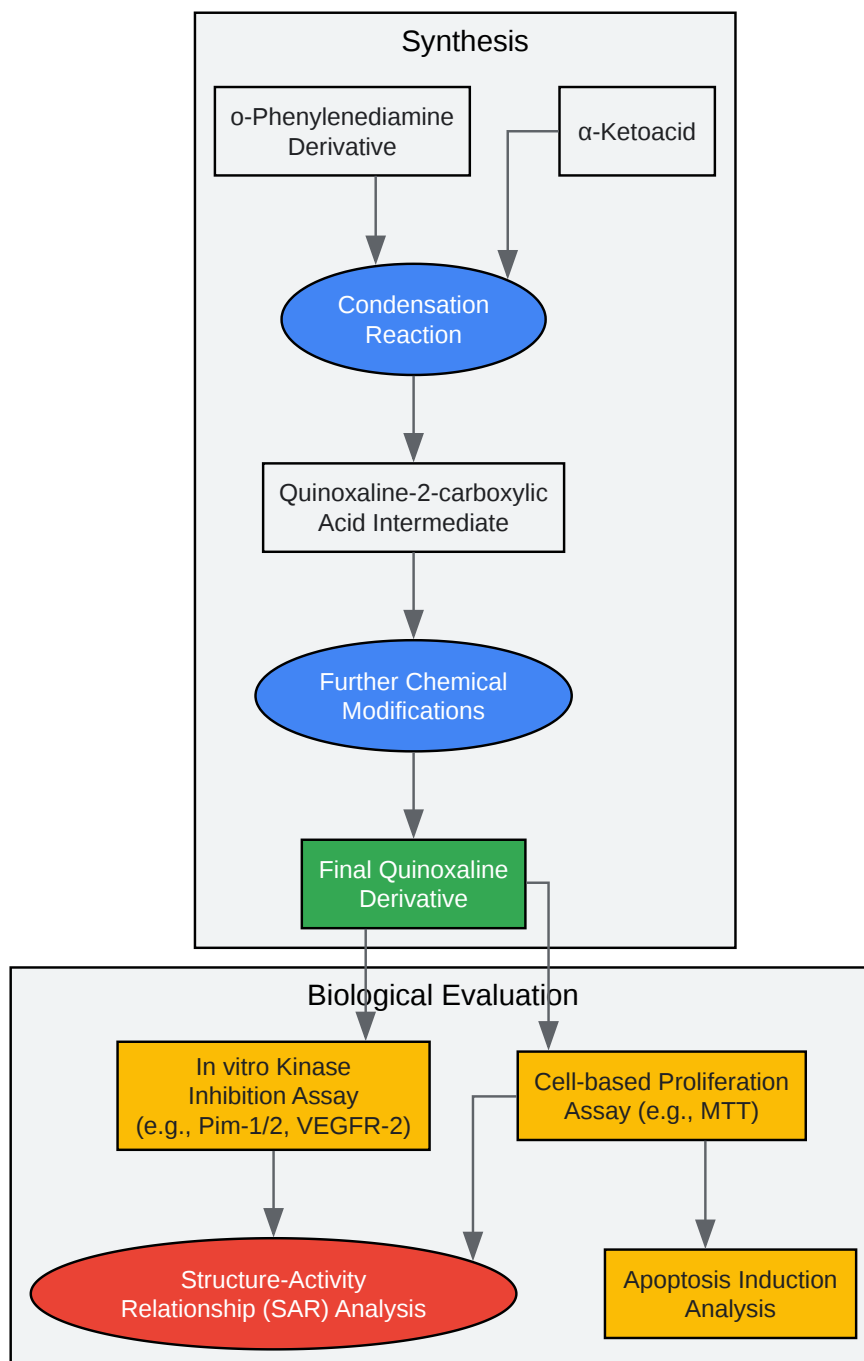 Synthesis
o-Phenylenediamine
Derivative
α-Ketoacid
Condensation
Reaction
Quinoxaline-2-carboxylic
Acid Intermediate
Further Chemical
Modifications
Final Quinoxaline
Derivative
Biological Evaluation
In vitro Kinase
Inhibition Assay
(e.g., Pim-1/2, VEGFR-2)
Cell-based Proliferation
Assay (e.g., MTT)
Structure-Activity
Relationship (SAR) Analysis
Apoptosis Induction
Analysis